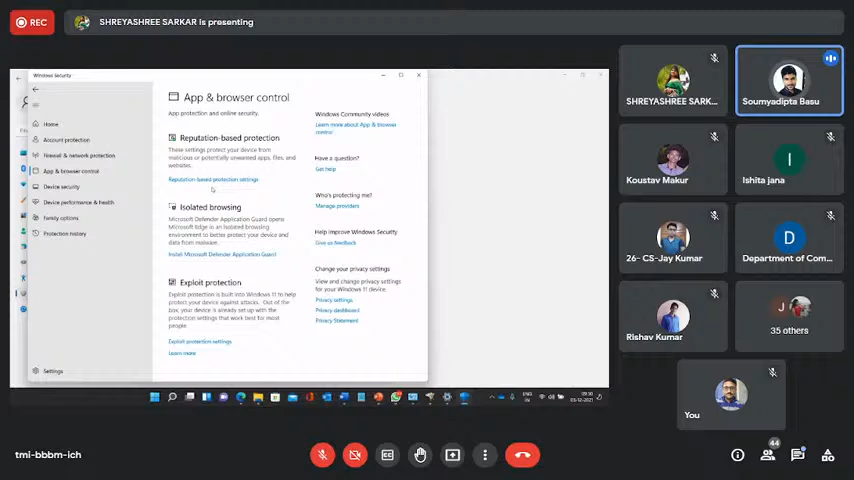 REC
SHREYASHREE SARKAR is presenting
Windows Security
App & browser control
App protection and online security.
Home
Account protection
Firewall & network protection
App & browser control
Device security
Device performance & health
Family options
Protection history
Settings
Reputation-based protection
These settings protect your device from
malicious or potentially unwanted apps, files, and
websites.
Reputation-based protection settings
Isolated browsing
Microsoft Defender Application Guard opens
Microsoft Edge in an isolated browsing
environment to better protect your device and
data from malware.
Install Microsoft Defender Application Guard
Exploit protection
Exploit protection is built into Windows 11 to help
protect your device against attacks. Out of the
box, your device is already set up with the
protection settings that work best for most
people.
Exploit protection settings
Learn more
Windows Community videos
Learn more about App & browser
control
Have a question?
Get help
Who's protecting me?
Manage providers
Help improve Windows Security
Give us feedback
Change your privacy settings
View and change privacy settings
for your Windows 11 device.
Privacy settings
Privacy dashboard
Privacy Statement
ENG
IN
09:50
03-12-2021
SHREYASHREE SARK...
Soumyadipta Basu
Koustav Makur
I
Ishita jana
26- CS-Jay Kumar
D
Department of Com...
Rishav Kumar
J
35 others
You
tmi-bbbm-ich
44